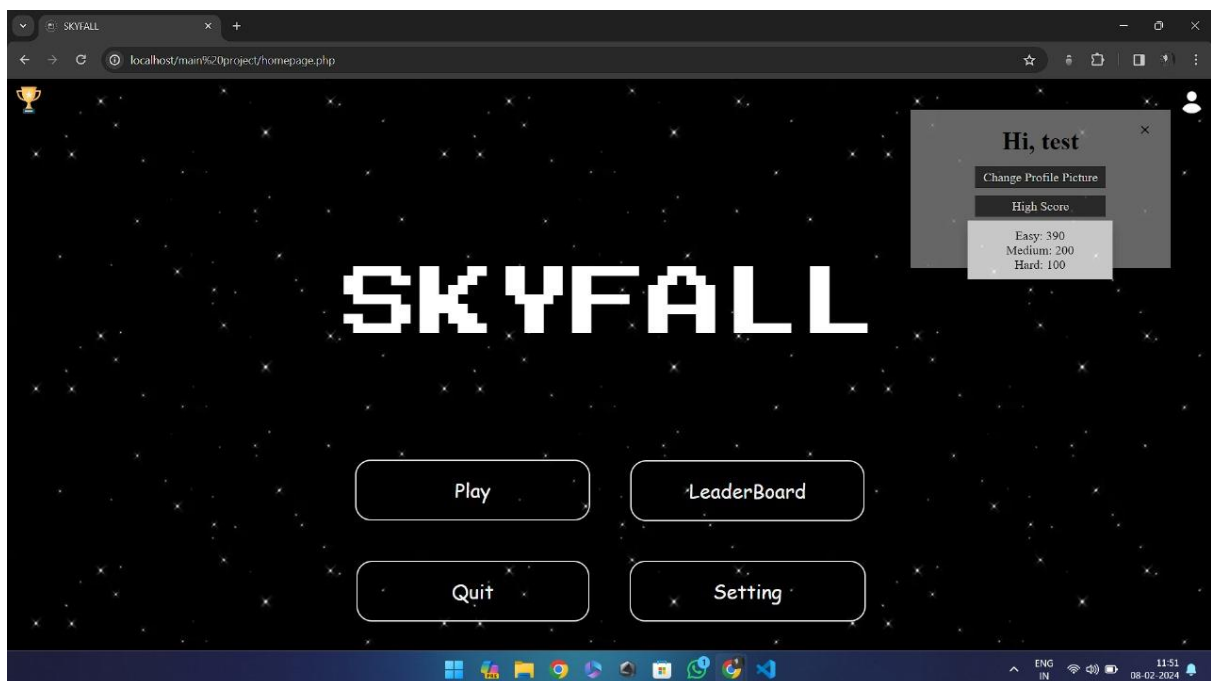 SKYFALL
localhost/main%20project/homepage.php
Hi, test
Change Profile Picture
High Score
Easy: 390
Medium: 200
Hard: 100
SKYFALL
Play
LeaderBoard
Quit
Setting
ENG
IN
11:51
08-02-2024